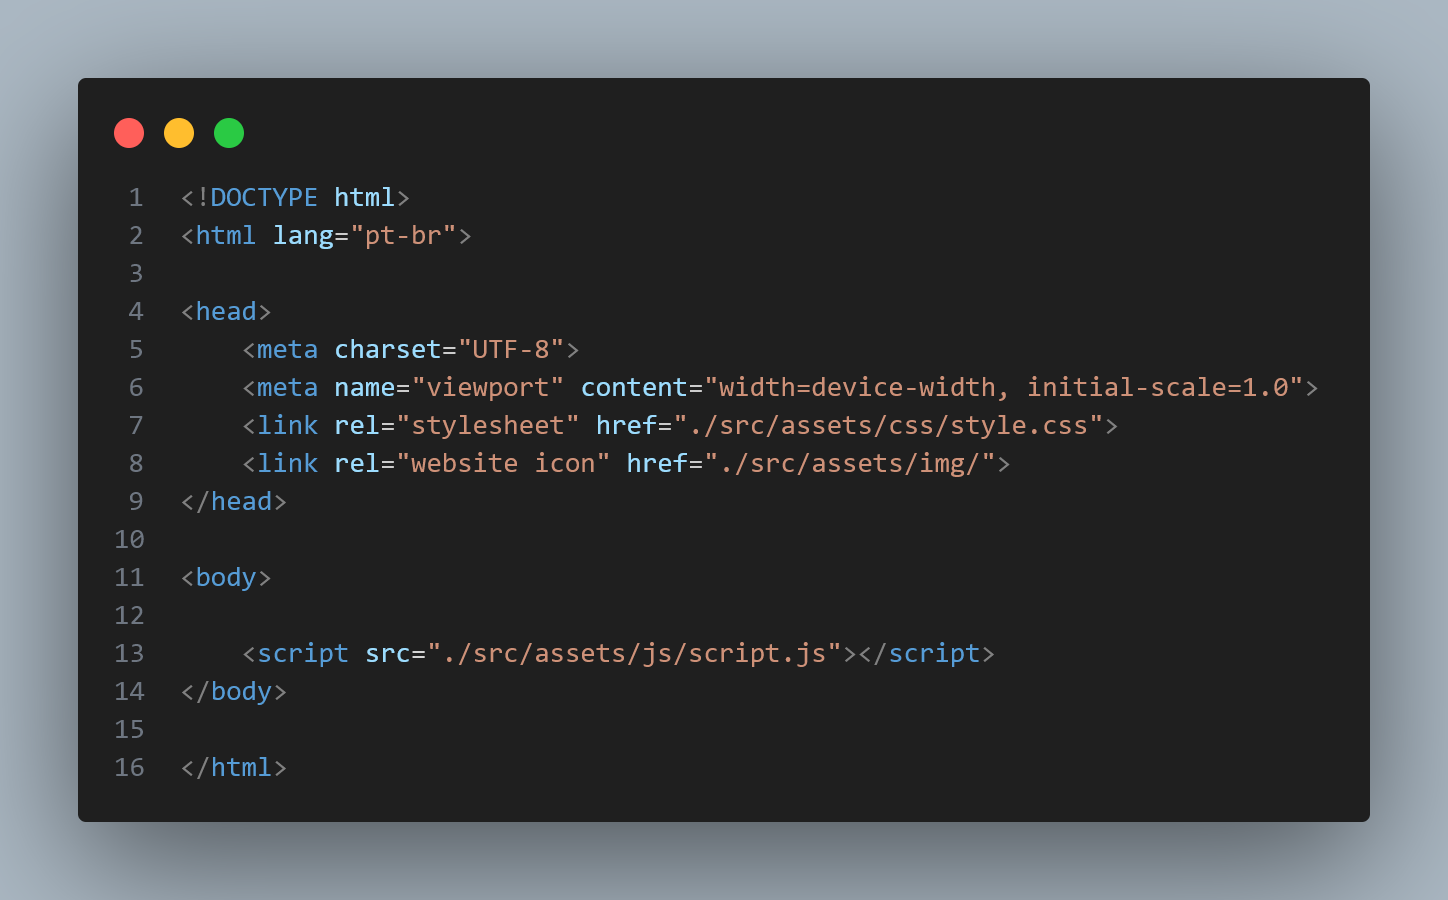 1 <!DOCTYPE html>
2 <html lang="pt-br">
3
4 <head>
5     <meta charset="UTF-8">
6     <meta name="viewport" content="width=device-width, initial-scale=1.0">
7     <link rel="stylesheet" href="./src/assets/css/style.css">
8     <link rel="website icon" href="./src/assets/img/">
9 </head>
10
11 <body>
12
13     <script src="./src/assets/js/script.js"></script>
14 </body>
15
16 </html>